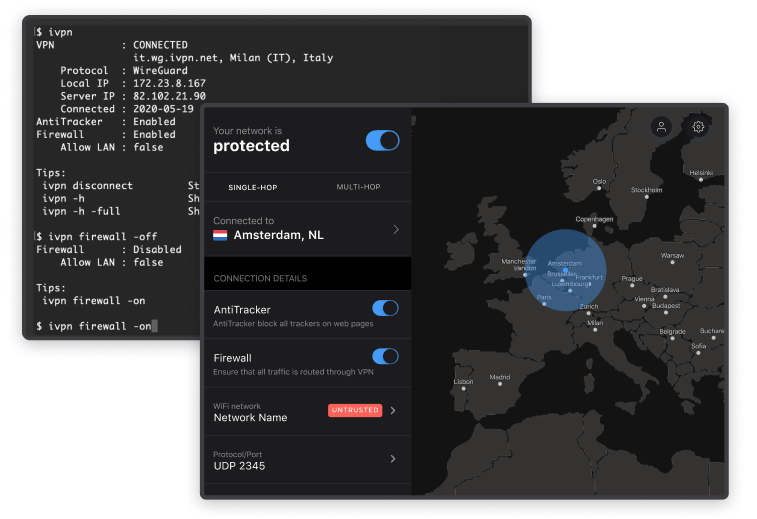 $ ivpn
VPN : CONNECTED
it.wg.ivpn.net, Milan (IT), Italy
Protocol : WireGuard
Local IP : 172.23.8.167
Server IP : 82.102.21.90
Connected : 2020-05-19
AntiTracker : Enabled
Firewall : Enabled
Allow LAN : false
Tips:
ivpn disconnect St
ivpn -h Sh
ivpn -h -full Sh
$ ivpn firewall -off
Firewall : Disabled
Allow LAN : false
Tips:
ivpn firewall -on
$ ivpn firewall -on
Your network is
protected
SINGLE-HOP MULTI-HOP
Connected to
Amsterdam, NL
CONNECTION DETAILS
AntiTracker
AntiTracker block all trackers on web pages
Firewall
Ensure that all traffic is routed through VPN
WiFi network
Network Name
UNTRUSTED
Protocol/Port
UDP 2345
Oslo
Helsinki
Stockholm
Copenhagen
Manchester
London
Amsterdam
Warsaw
Brusselles
Frankfurt
Luxembourg
Prague
Paris
Bratislava
Vienna
Budapest
Zürich
Milan
Belgrade
Buchare
Sofia
Lisbon
Madrid